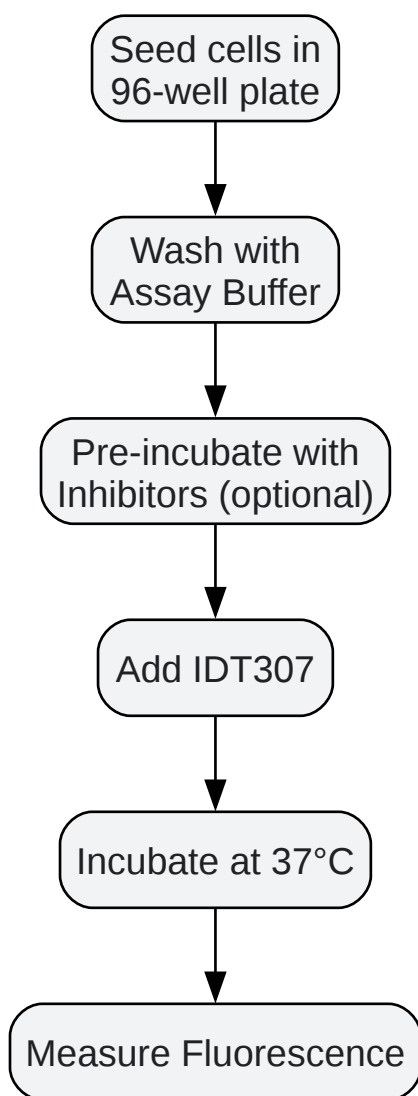 Seed cells in
96-well plate
Wash with
Assay Buffer
Pre-incubate with
Inhibitors (optional)
Add IDT307
Incubate at 37°C
Measure Fluorescence